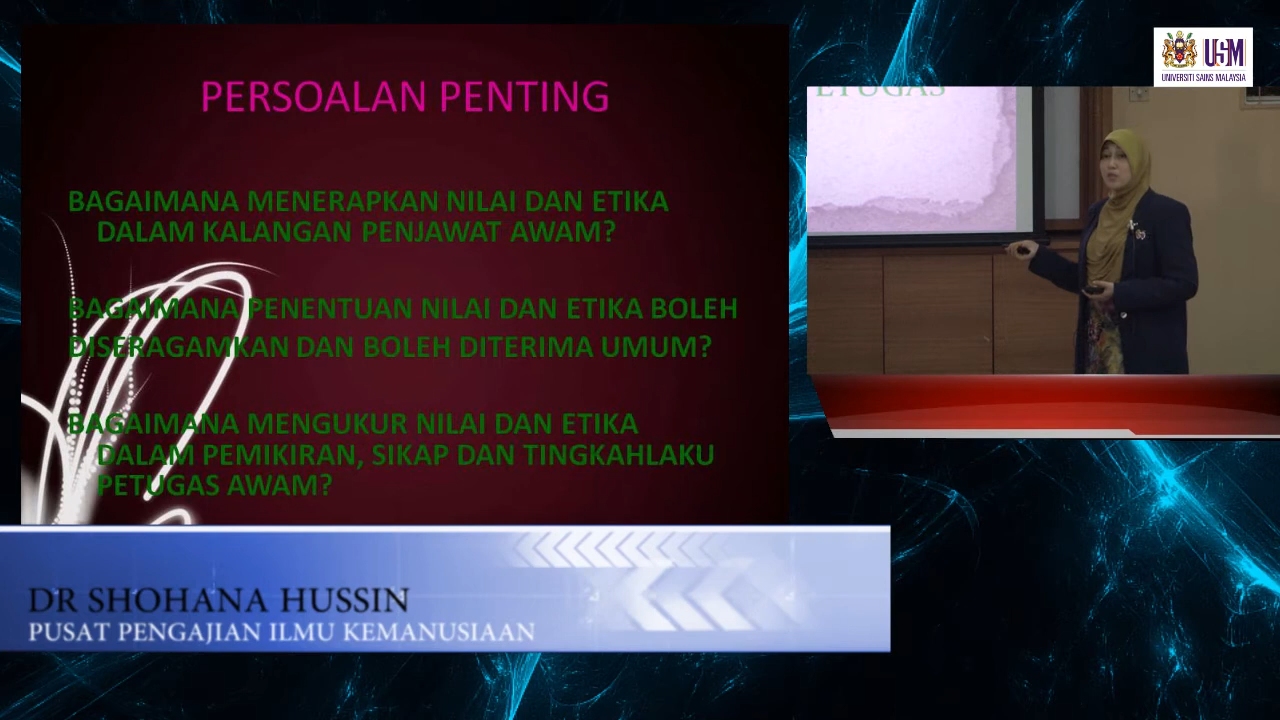 PERSOALAN PENTING
BAGAIMANA MENERAPKAN NILAI DAN ETIKA
DALAM KALANGAN PENJAWAT AWAM?
BAGAIMANA PENENTUAN NILAI DAN ETIKA BOLEH
DISERAGAMKAN DAN BOLEH DITERIMA UMUM?
BAGAIMANA MENGUKUR NILAI DAN ETIKA
DALAM PEMIKIRAN, SIKAP DAN TINGKAHLAKU
PETUGAS AWAM?
DR SHOHANA HUSSIN
PUSAT PENGAJIAN ILMU KEMANUSIAAN
USM
UNIVERSITI SAINS MALAYSIA